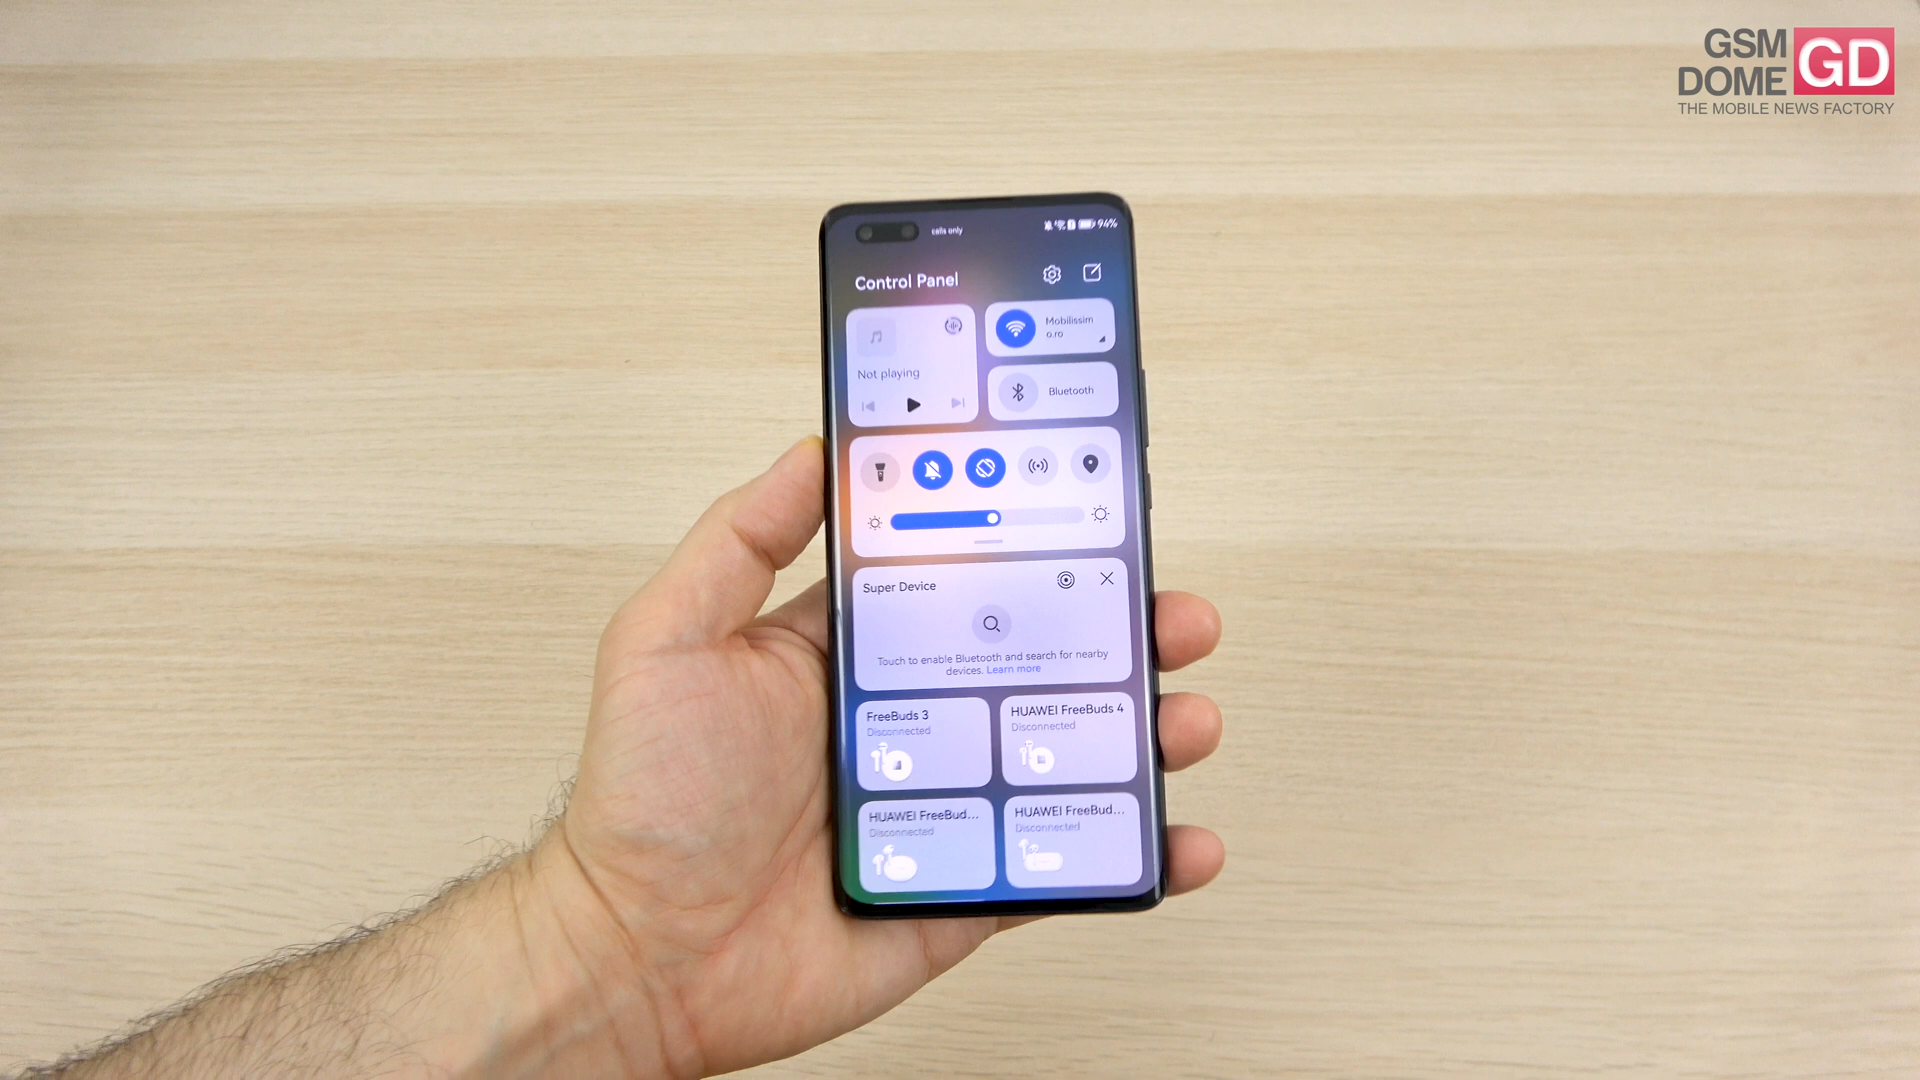 GSM
DOME
GD
THE MOBILE NEWS FACTORY
calls only
94%
Control Panel
Not playing
Mobilissim
o.ro
Bluetooth
Super Device
Touch to enable Bluetooth and search for nearby
devices. Learn more
FreeBuds 3
Disconnected
HUAWEI FreeBuds 4
Disconnected
HUAWEI FreeBud...
Disconnected
HUAWEI FreeBud...
Disconnected